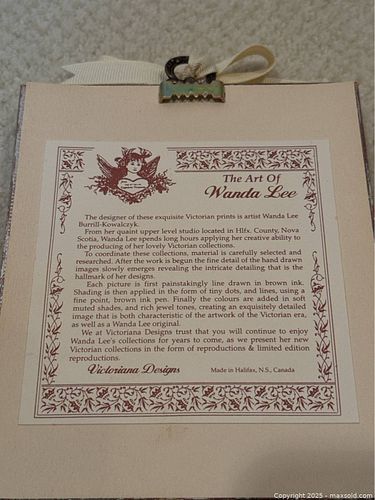 The Art Of
Wanda Lee
The designer of these exquisite Victorian prints is artist Wanda Lee
Burrill-Kowalczyk.
From her quaint upper level studio located in Hlfx. County, Nova
Scotia, Wanda Lee spends long hours applying her creative ability to
the producing of her lovely Victorian collections.
To coordinate these collections, material is carefully selected and
researched. After the work is begun the fine detail of the hand drawn
images slowly emerges revealing the intricate detailing that is the
hallmark of her designs.
Each picture is first painstakingly line drawn in brown ink.
Shading is then applied in the form of tiny dots, and lines, using a
fine point, brown ink pen. Finally the colours are added in soft
muted shades, and rich jewel tones, creating an exquisitely detailed
image that is both characteristic of the artwork of the Victorian era,
as well as a Wanda Lee original.
We at Victoriana Designs trust that you will continue to enjoy
Wanda Lee's collections for years to come, as we present her new
Victorian collections in the form of reproductions & limited edition
reproductions.
Victoriana Designs
Made in Halifax, N.S., Canada
Copyright 2025 - maxsold.com